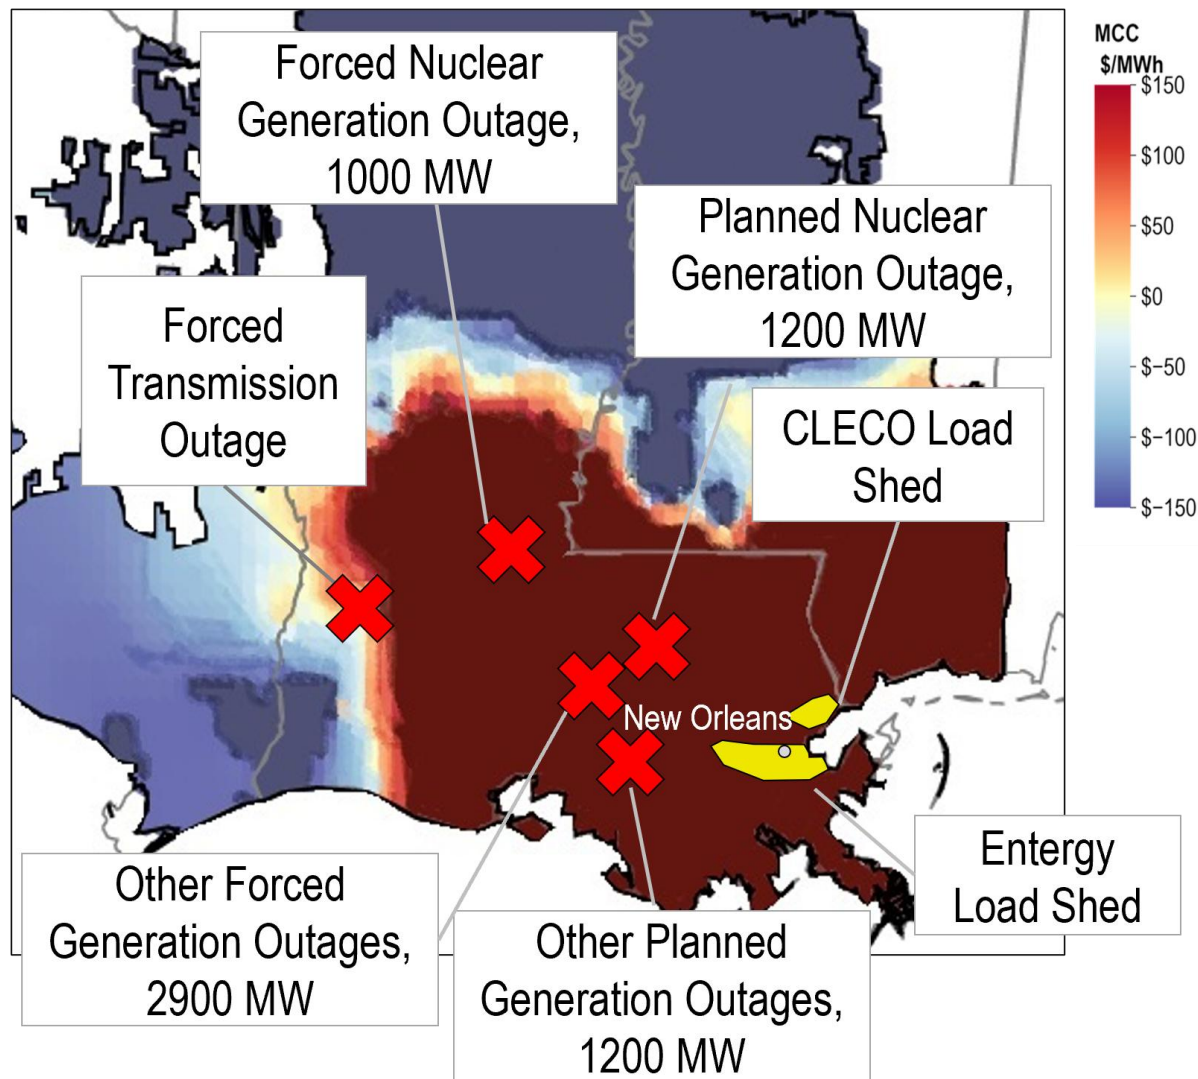 Forced Nuclear
Generation Outage,
1000 MW
Planned Nuclear
Generation Outage,
1200 MW
Forced
Transmission
Outage
CLECO Load
Shed
New Orleans
Entergy
Load Shed
Other Forced
Generation Outages,
2900 MW
Other Planned
Generation Outages,
1200 MW
MCC
$/MWh
$150
$100
$50
$0
$−50
$−100
$−150